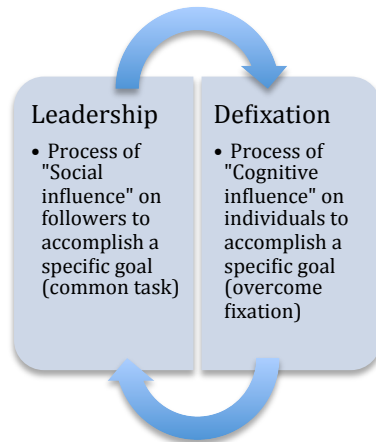 Leadership
• Process of
"Social
influence" on
followers to
accomplish a
specific goal
(common task)
Defixation
• Process of
"Cognitive
influence" on
individuals to
accomplish a
specific goal
(overcome
fixation)